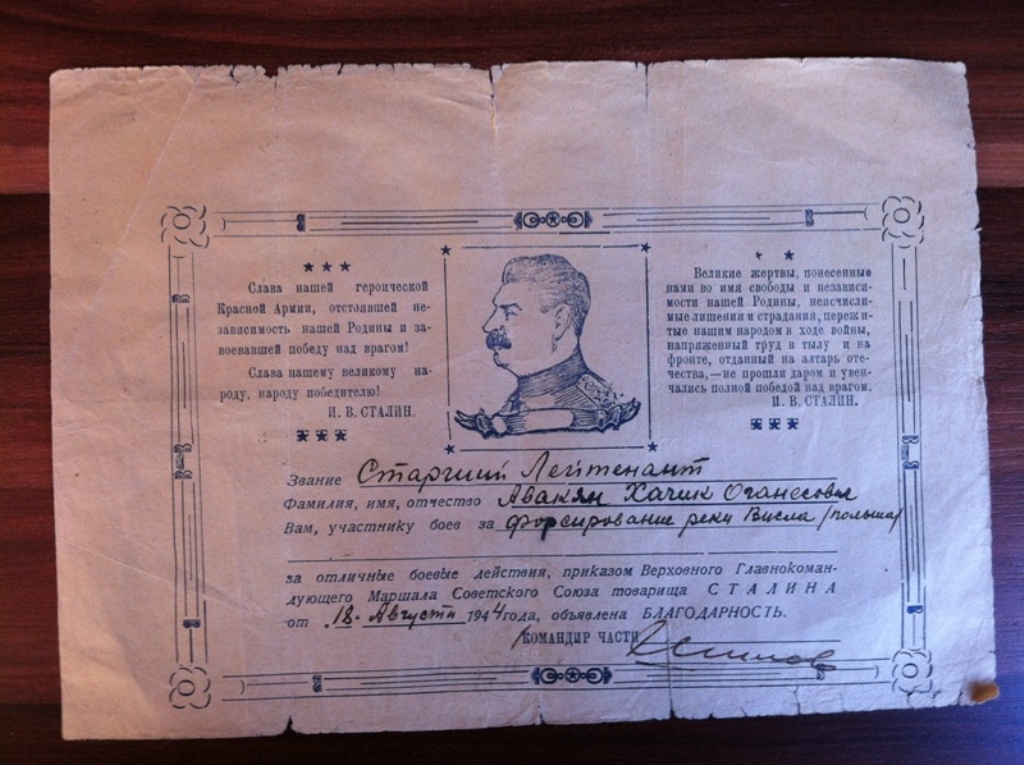 Слава нашей героической
Красной Армии, отстоявшей не-
зависимость нашей Родины и за-
воевавшей победу над врагом!
Слава нашему великому на-
роду, народу победителю!
И. В. СТАЛИН.
Великие жертвы, понесенные
нами во имя свободы и независи-
мости нашей Родины, неисчисли-
мые лишения и страдания, пережи-
тые нашим народом в ходе войны,
напряженный труд в тылу и на
фронте, отданный на алтарь оте-
чества,—не прошли даром и увен-
чались полной победой над врагом.
И. В. СТАЛИН.
Звание Старший Лейтенант
Фамилия, имя, отчество Авакян Хачик Оганесович
Вам, участнику боев за форсирование реки Висла /польша/
за отличные боевые действия, приказом Верховного Главнокоман-
дующего Маршала Советского Союза товарища СТАЛИНА
от 18 Августа 1944 года, объявлена БЛАГОДАРНОСТЬ.
КОМАНДИР ЧАСТИ